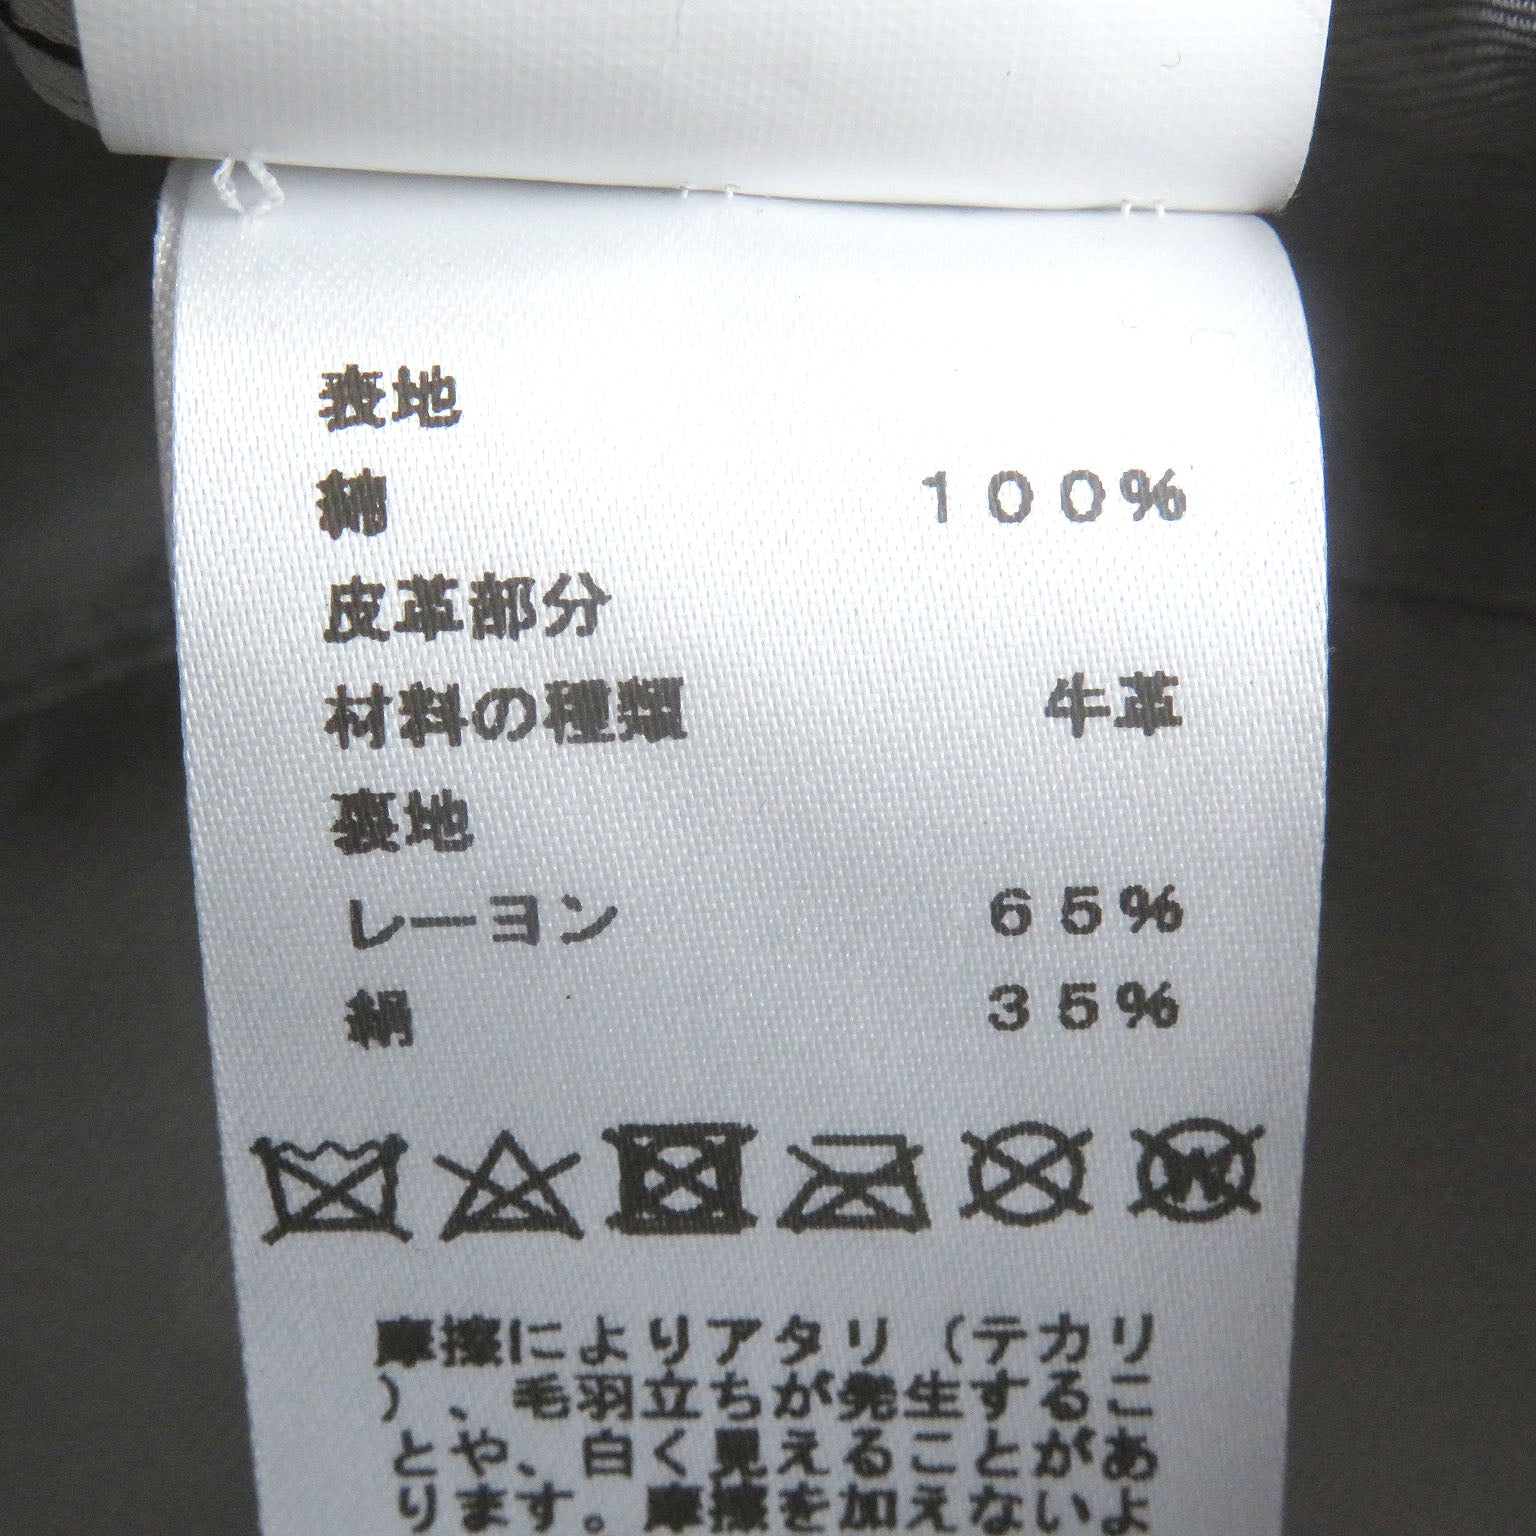 表地
綿 １００％
皮革部分
材料の種類 牛革
裏地
レーヨン ６５％
絹 ３５％
W
摩擦によりアタリ（テカリ
）、毛羽立ちが発生するこ
とや、白く見えることがあ
ります。摩擦を加えないよ